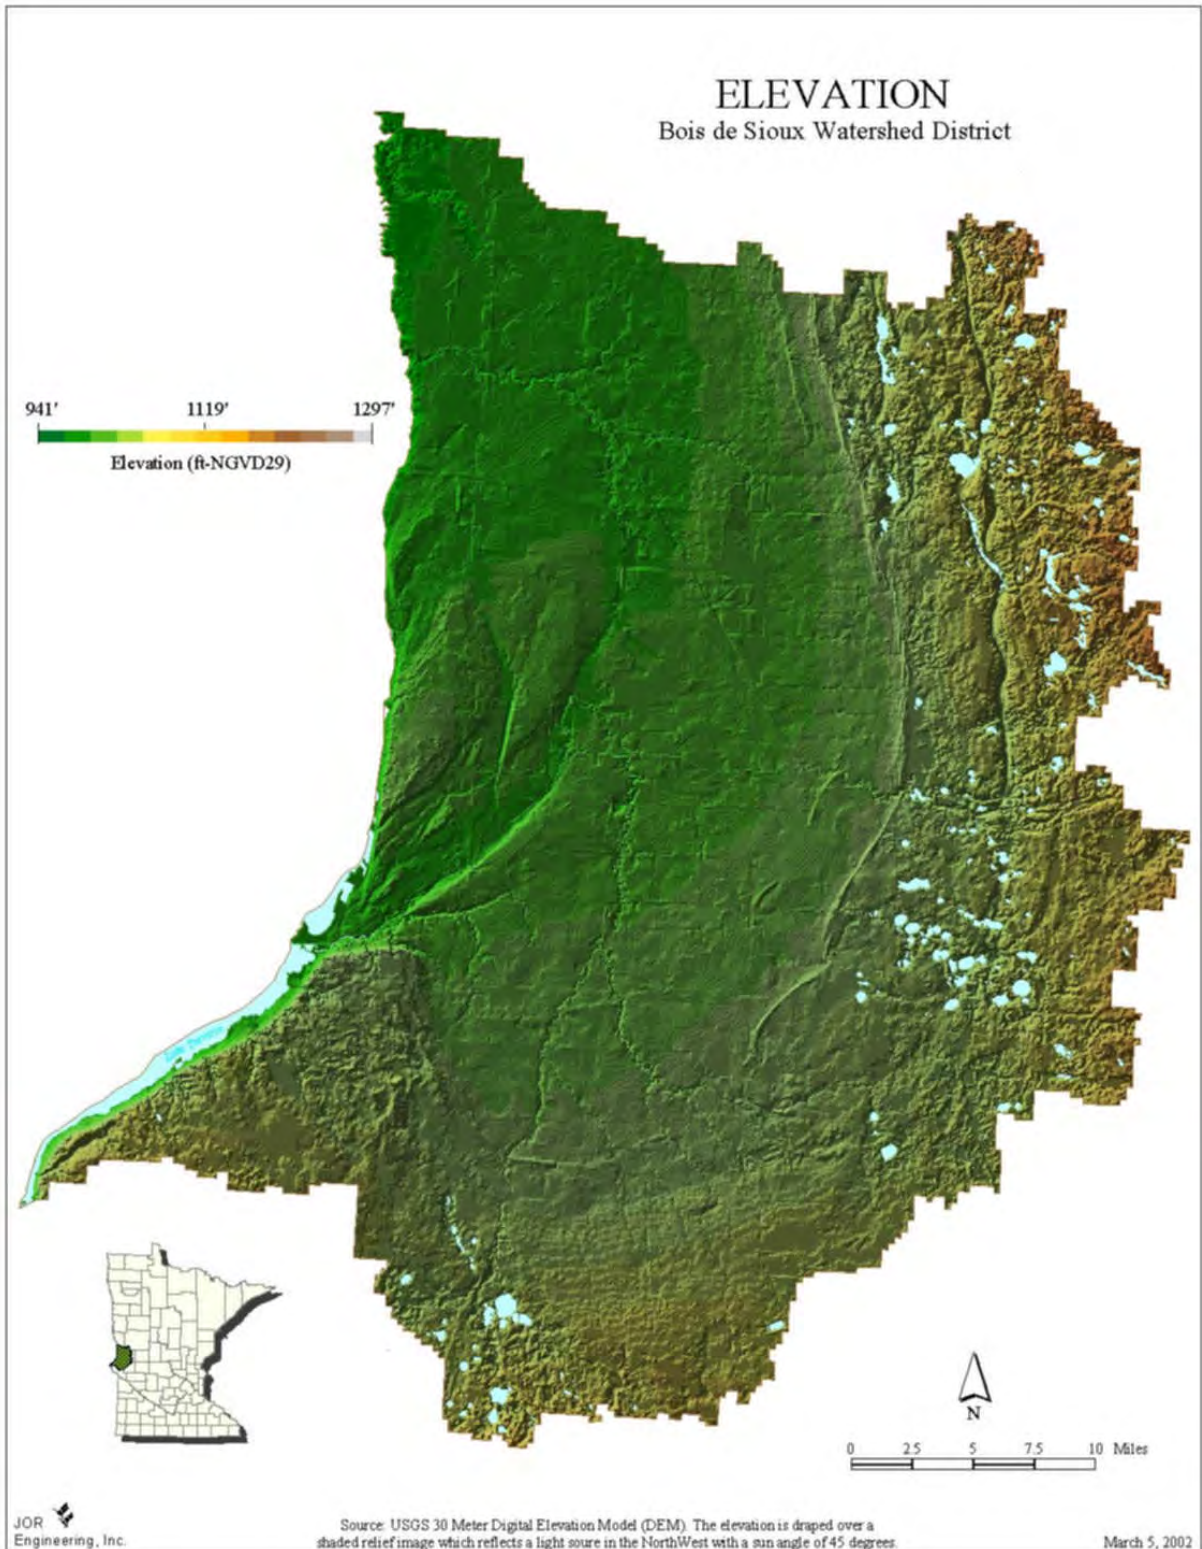 ELEVATION
Bois de Sioux Watershed District
941' 1119' 1297'
Elevation (ft-NGVD29)
N
0 2.5 5 7.5 10 Miles
JOR
Engineering, Inc.
Source: USGS 30 Meter Digital Elevation Model (DEM). The elevation is draped over a
shaded relief image which reflects a light soure in the NorthWest with a sun angle of 45 degrees.
March 5, 2002